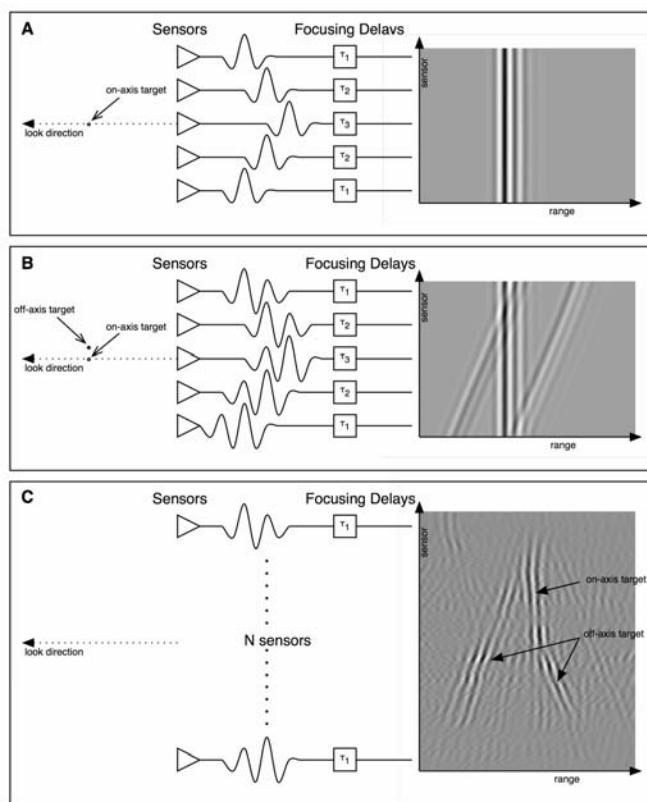 A
Sensors
Focusing Delays
τ1
τ2
τ3
τ2
τ1
on-axis target
look direction
sensor
range
B
Sensors
Focusing Delays
τ1
τ2
τ3
τ2
τ1
off-axis target
on-axis target
look direction
sensor
range
C
Sensors
Focusing Delays
τ1
N sensors
look direction
τ1
sensor
on-axis target
off-axis target
range